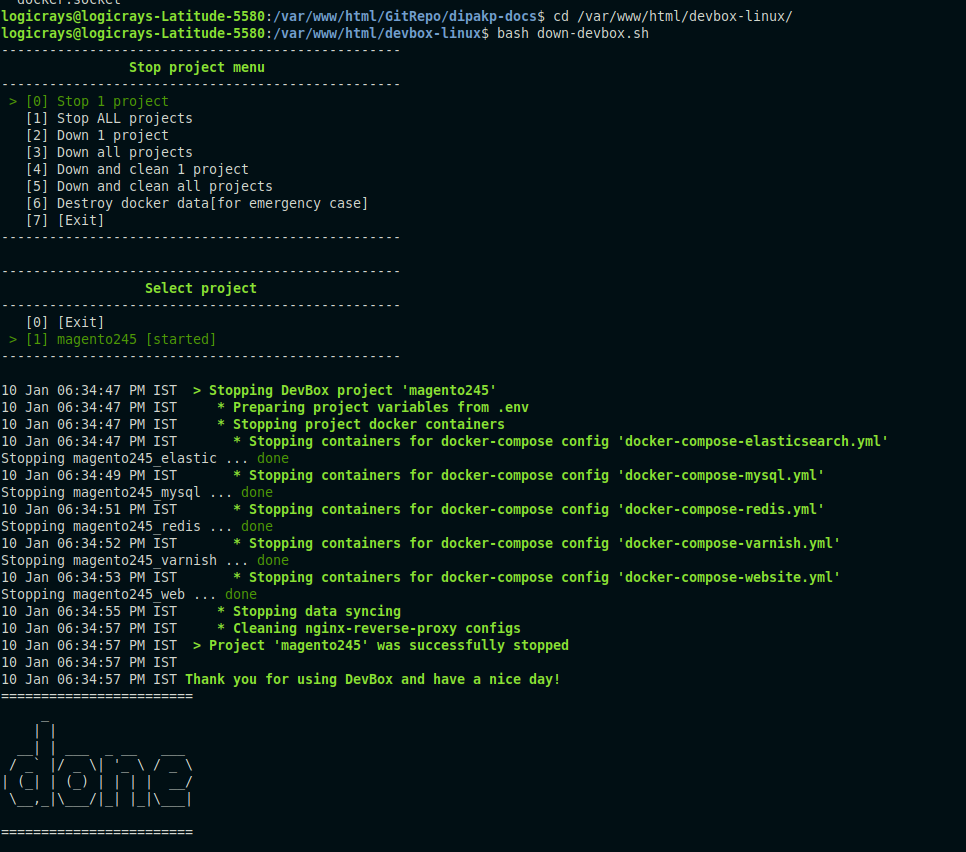 docker.socket
logicrays@logicrays-Latitude-5580:/var/www/html/GitRepo/dipakp-docs$ cd /var/www/html/devbox-linux/
logicrays@logicrays-Latitude-5580:/var/www/html/devbox-linux$ bash down-devbox.sh
--------------------------------------------------
Stop project menu
--------------------------------------------------
> [0] Stop 1 project
[1] Stop ALL projects
[2] Down 1 project
[3] Down all projects
[4] Down and clean 1 project
[5] Down and clean all projects
[6] Destroy docker data[for emergency case]
[7] [Exit]
--------------------------------------------------
--------------------------------------------------
Select project
--------------------------------------------------
[0] [Exit]
> [1] magento245 [started]
--------------------------------------------------
10 Jan 06:34:47 PM IST  > Stopping DevBox project 'magento245'
10 Jan 06:34:47 PM IST     * Preparing project variables from .env
10 Jan 06:34:47 PM IST     * Stopping project docker containers
10 Jan 06:34:47 PM IST       * Stopping containers for docker-compose config 'docker-compose-elasticsearch.yml'
Stopping magento245_elastic ... done
10 Jan 06:34:49 PM IST       * Stopping containers for docker-compose config 'docker-compose-mysql.yml'
Stopping magento245_mysql ... done
10 Jan 06:34:51 PM IST       * Stopping containers for docker-compose config 'docker-compose-redis.yml'
Stopping magento245_redis ... done
10 Jan 06:34:52 PM IST       * Stopping containers for docker-compose config 'docker-compose-varnish.yml'
Stopping magento245_varnish ... done
10 Jan 06:34:53 PM IST       * Stopping containers for docker-compose config 'docker-compose-website.yml'
Stopping magento245_web ... done
10 Jan 06:34:55 PM IST     * Stopping data syncing
10 Jan 06:34:57 PM IST     * Cleaning nginx-reverse-proxy configs
10 Jan 06:34:57 PM IST  > Project 'magento245' was successfully stopped
10 Jan 06:34:57 PM IST
10 Jan 06:34:57 PM IST Thank you for using DevBox and have a nice day!
========================
done
========================